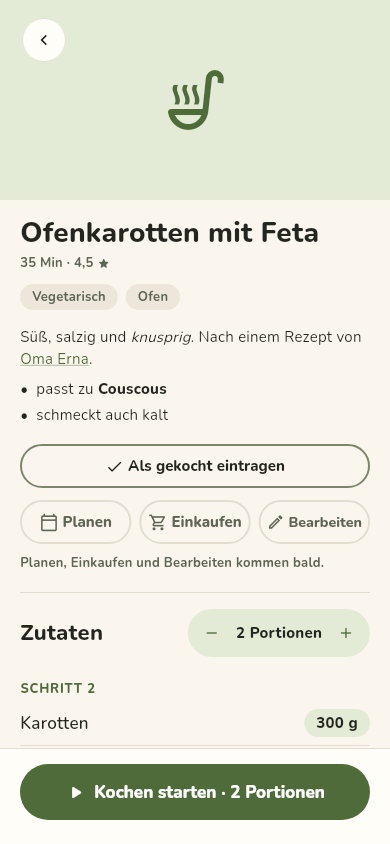 Ofenkarotten mit Feta
35 Min · 4,5 ★
Vegetarisch
Ofen
Süß, salzig und knusprig. Nach einem Rezept von
Oma Erna.
• passt zu Couscous
• schmeckt auch kalt
Als gekocht eintragen
Planen
Einkaufen
Bearbeiten
Planen, Einkaufen und Bearbeiten kommen bald.
Zutaten
− 2 Portionen +
SCHRITT 2
Karotten
300 g
Kochen starten · 2 Portionen